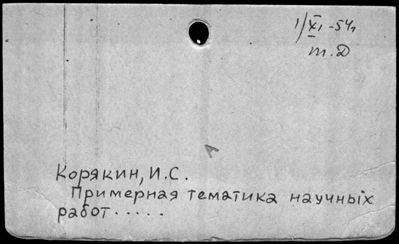 1/XI-54г
т.Д
Корякин, И.С.
Примерная тематика научных
работ.....